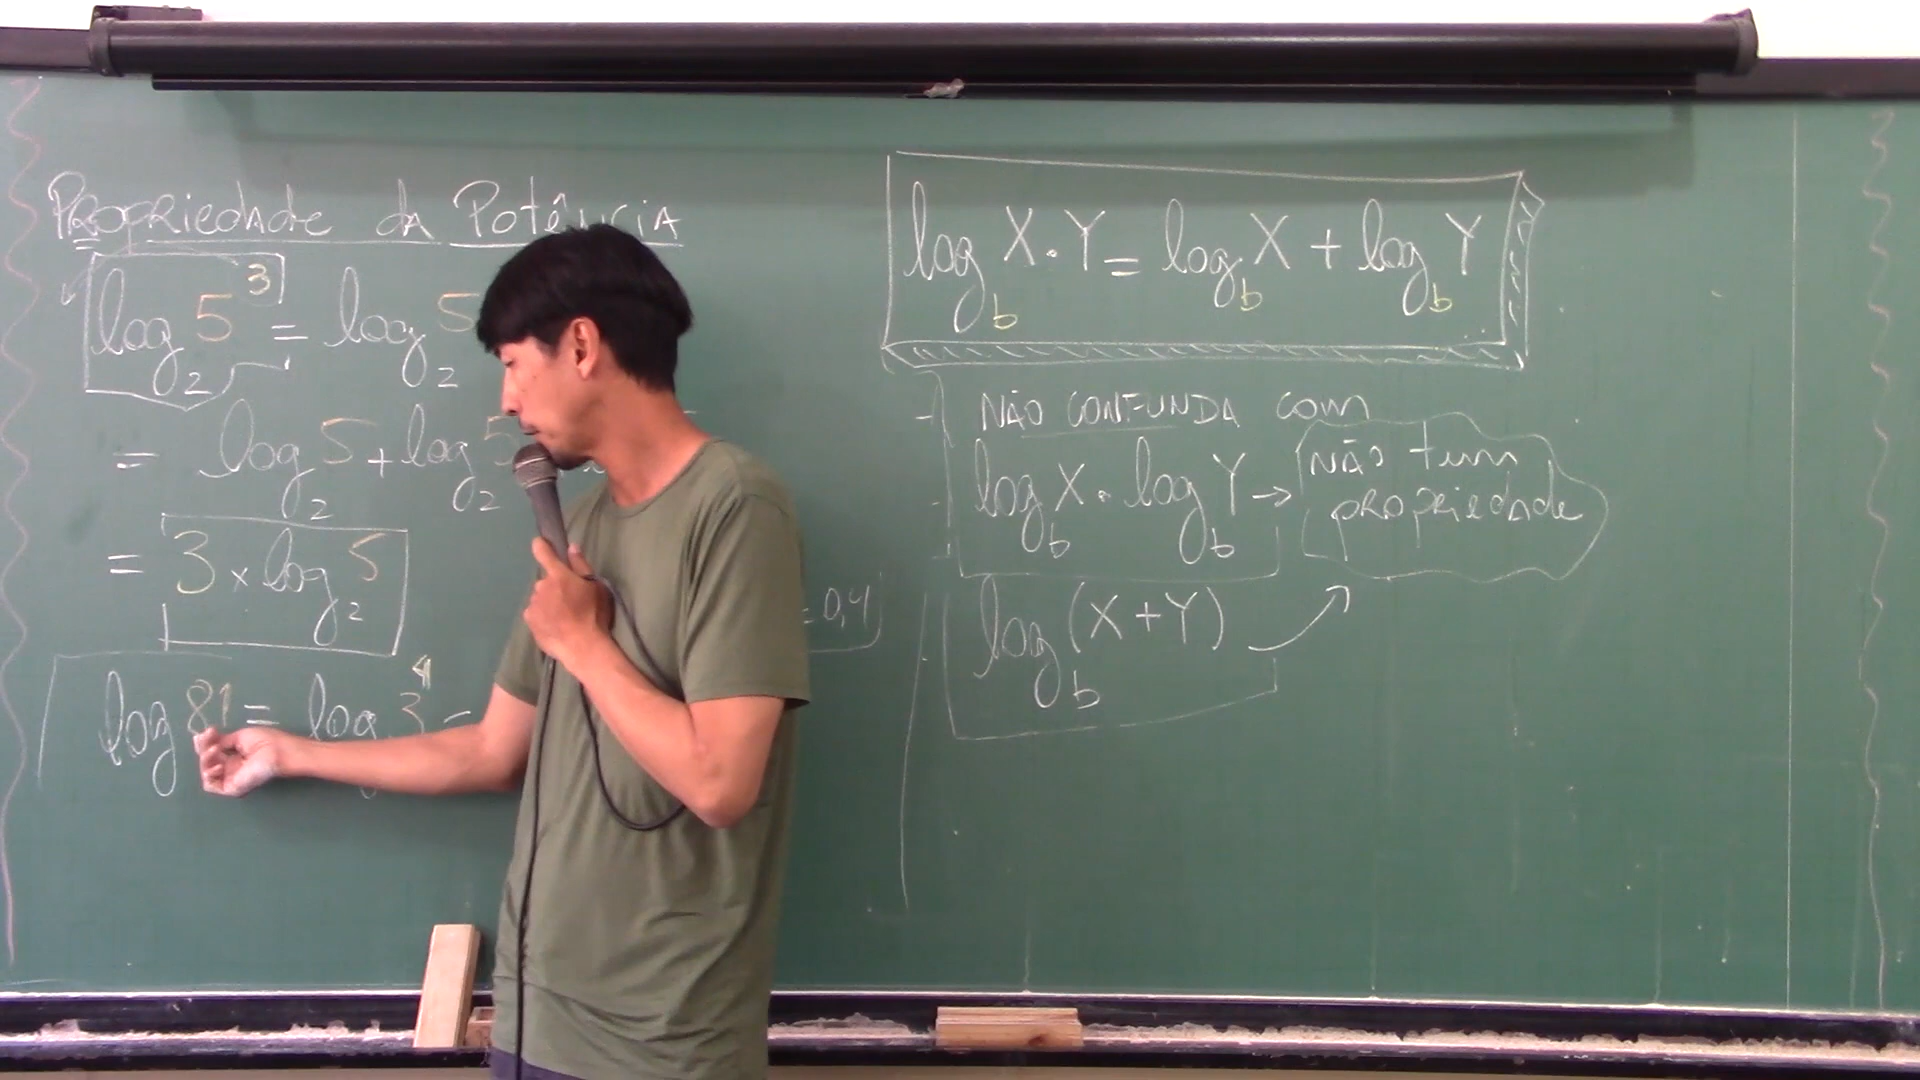 Propriedade da Potência
log₂ 5³ = log₂ 5
= log₂ 5 + log₂ 5
= 3 × log₂ 5
= 0,4
log 81 = log 3⁴ =
log_b X·Y = log_b X + log_b Y
NÃO CONFUNDA com
log_b X · log_b Y → NÃO tem
propriedade
log_b (X+Y)